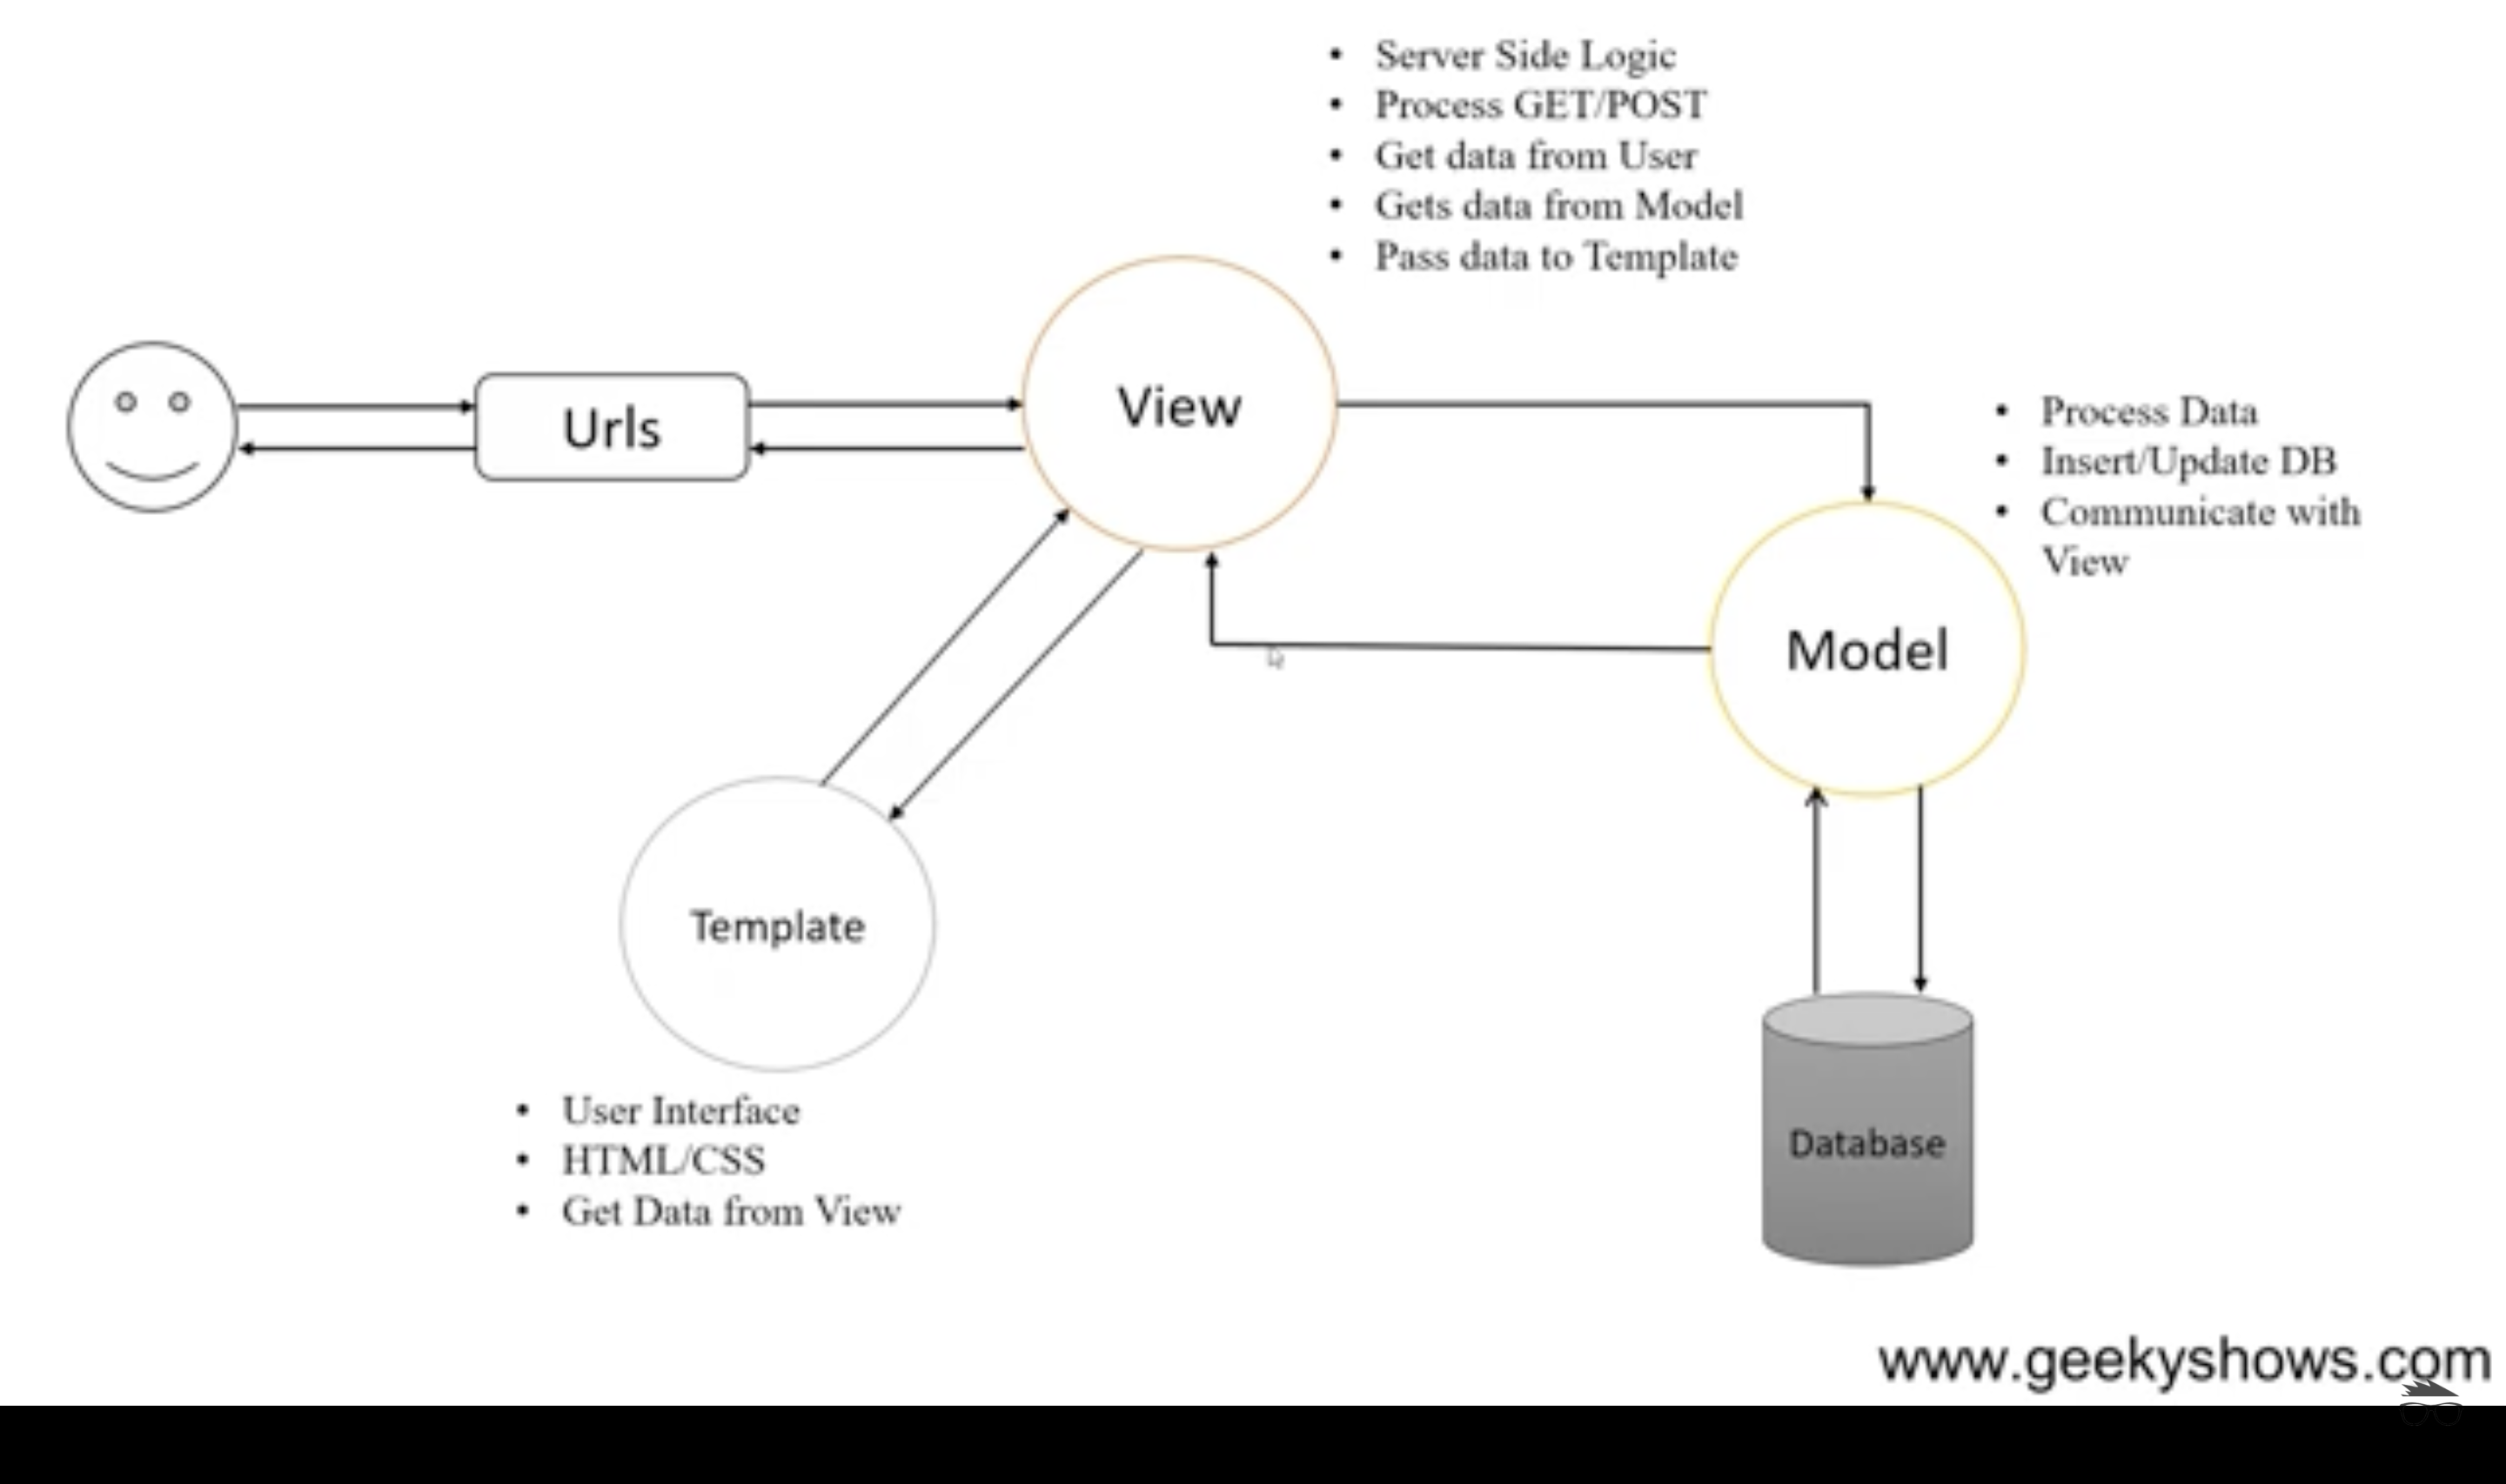 • Server Side Logic
• Process GET/POST
• Get data from User
• Gets data from Model
• Pass data to Template
Urls
View
• Process Data
• Insert/Update DB
• Communicate with
View
Model
Template
• User Interface
• HTML/CSS
• Get Data from View
Database
www.geekyshows.com